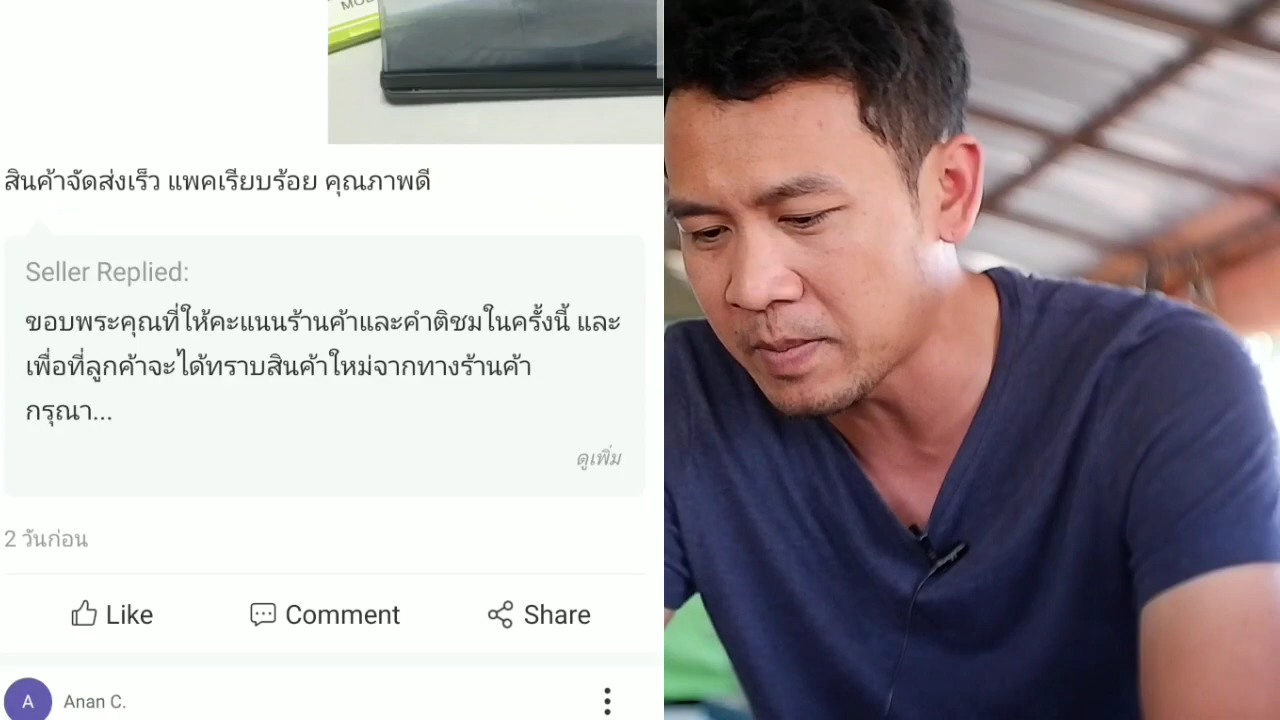 สินค้าจัดส่งเร็ว แพคเรียบร้อย คุณภาพดี
Seller Replied:
ขอบพระคุณที่ให้คะแนนร้านค้าและคำติชมในครั้งนี้ และ
เพื่อที่ลูกค้าจะได้ทราบสินค้าใหม่จากทางร้านค้า
กรุณา...
ดูเพิ่ม
2 วันก่อน
Like Comment Share
A Anan C.